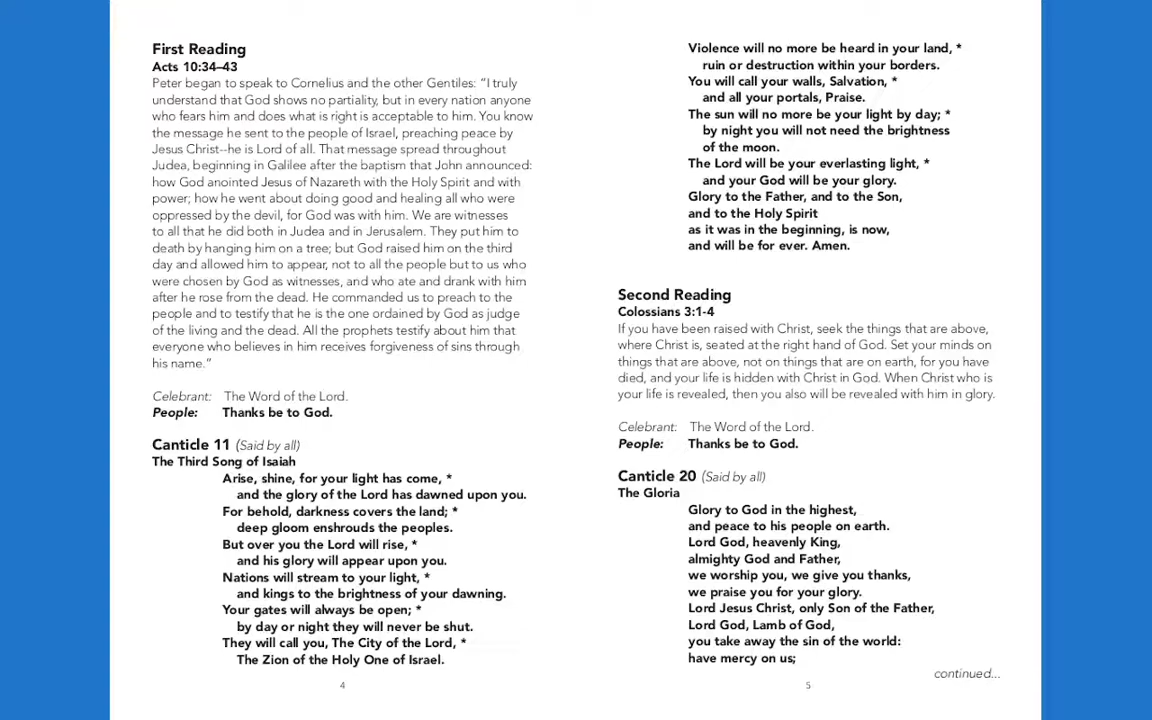 First Reading
Acts 10:34–43
Peter began to speak to Cornelius and the other Gentiles: “I truly
understand that God shows no partiality, but in every nation anyone
who fears him and does what is right is acceptable to him. You know
the message he sent to the people of Israel, preaching peace by
Jesus Christ--he is Lord of all. That message spread throughout
Judea, beginning in Galilee after the baptism that John announced:
how God anointed Jesus of Nazareth with the Holy Spirit and with
power; how he went about doing good and healing all who were
oppressed by the devil, for God was with him. We are witnesses
to all that he did both in Judea and in Jerusalem. They put him to
death by hanging him on a tree; but God raised him on the third
day and allowed him to appear, not to all the people but to us who
were chosen by God as witnesses, and who ate and drank with him
after he rose from the dead. He commanded us to preach to the
people and to testify that he is the one ordained by God as judge
of the living and the dead. All the prophets testify about him that
everyone who believes in him receives forgiveness of sins through
his name.”
Celebrant: The Word of the Lord.
People: Thanks be to God.
Canticle 11 (Said by all)
The Third Song of Isaiah
Arise, shine, for your light has come, *
and the glory of the Lord has dawned upon you.
For behold, darkness covers the land; *
deep gloom enshrouds the peoples.
But over you the Lord will rise, *
and his glory will appear upon you.
Nations will stream to your light, *
and kings to the brightness of your dawning.
Your gates will always be open; *
by day or night they will never be shut.
They will call you, The City of the Lord, *
The Zion of the Holy One of Israel.
4
Violence will no more be heard in your land, *
ruin or destruction within your borders.
You will call your walls, Salvation, *
and all your portals, Praise.
The sun will no more be your light by day; *
by night you will not need the brightness
of the moon.
The Lord will be your everlasting light, *
and your God will be your glory.
Glory to the Father, and to the Son,
and to the Holy Spirit
as it was in the beginning, is now,
and will be for ever. Amen.
Second Reading
Colossians 3:1-4
If you have been raised with Christ, seek the things that are above,
where Christ is, seated at the right hand of God. Set your minds on
things that are above, not on things that are on earth, for you have
died, and your life is hidden with Christ in God. When Christ who is
your life is revealed, then you also will be revealed with him in glory.
Celebrant: The Word of the Lord.
People: Thanks be to God.
Canticle 20 (Said by all)
The Gloria
Glory to God in the highest,
and peace to his people on earth.
Lord God, heavenly King,
almighty God and Father,
we worship you, we give you thanks,
we praise you for your glory.
Lord Jesus Christ, only Son of the Father,
Lord God, Lamb of God,
you take away the sin of the world:
have mercy on us;
continued...
5